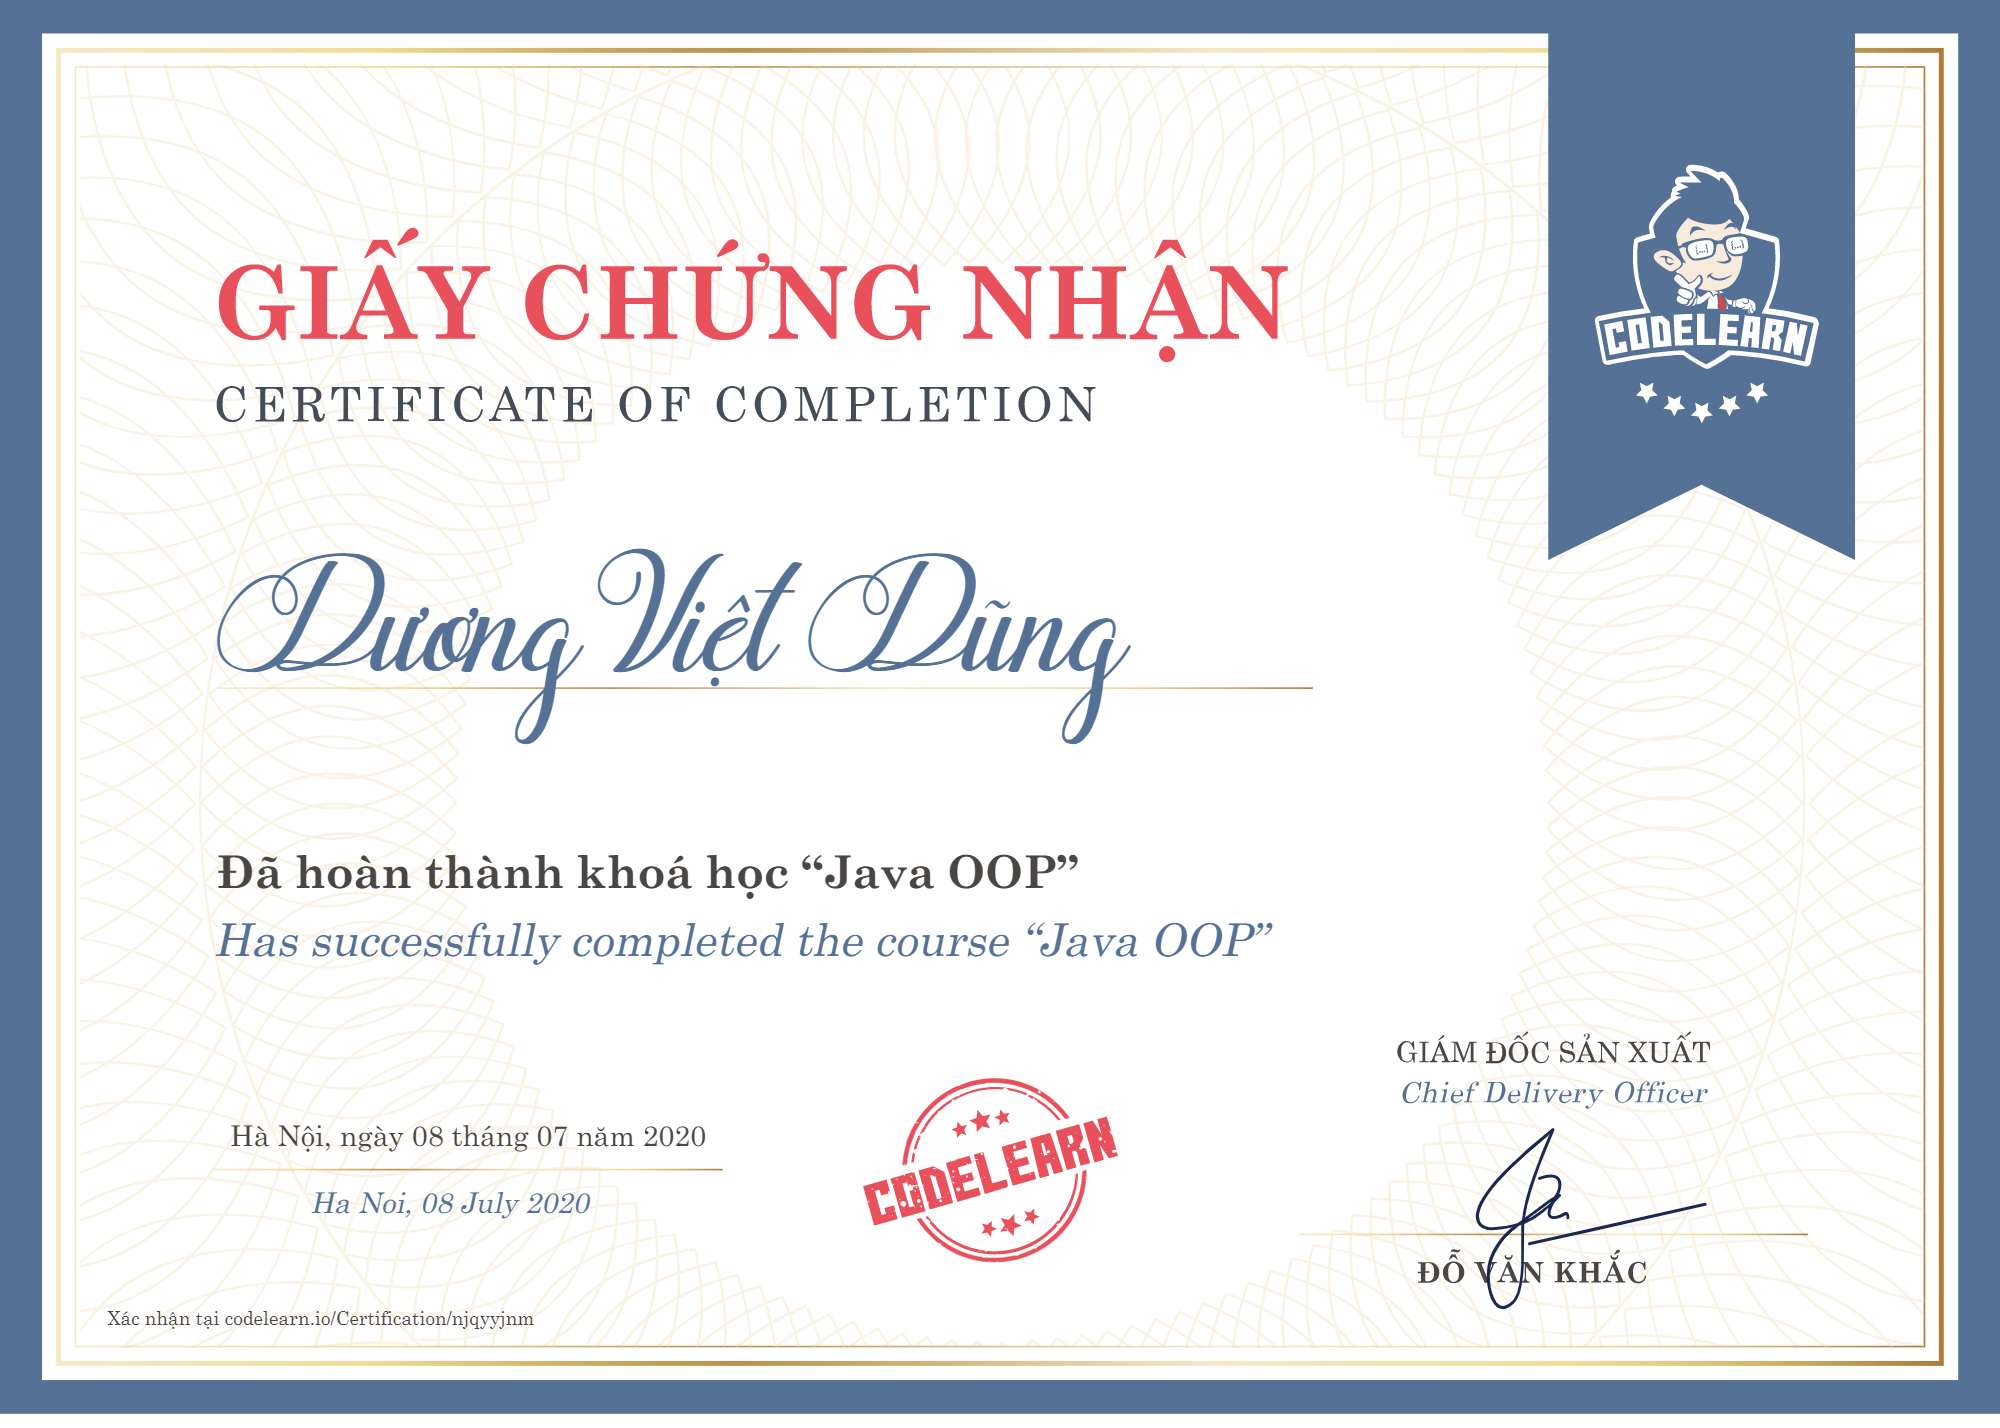 GIẤY CHỨNG NHẬN
CERTIFICATE OF COMPLETION
CODELEARN
Dương Việt Dũng
Đã hoàn thành khoá học “Java OOP”
Has successfully completed the course “Java OOP”
GIÁM ĐỐC SẢN XUẤT
Chief Delivery Officer
Hà Nội, ngày 08 tháng 07 năm 2020
Ha Noi, 08 July 2020
CODELEARN
ĐỖ VĂN KHẮC
Xác nhận tại codelearn.io/Certification/njqyyjnm